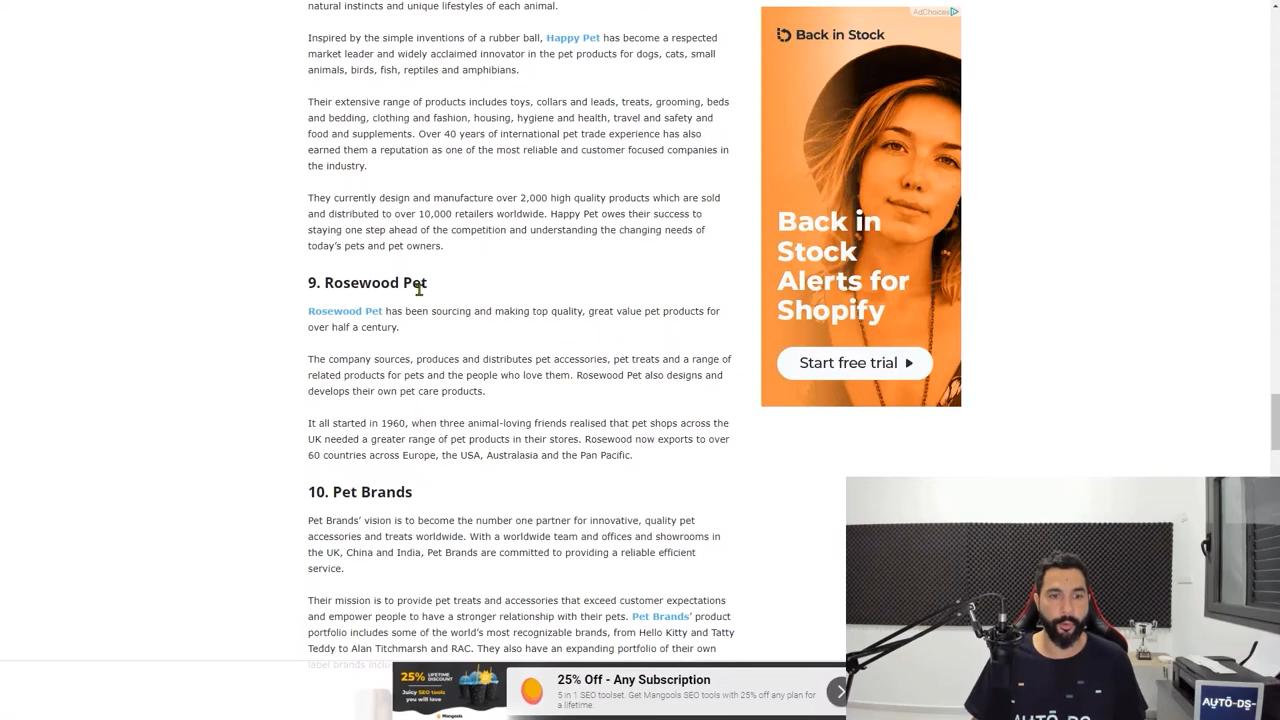 natural instincts and unique lifestyles of each animal.
Inspired by the simple inventions of a rubber ball, Happy Pet has become a respected
market leader and widely acclaimed innovator in the pet products for dogs, cats, small
animals, birds, fish, reptiles and amphibians.
Their extensive range of products includes toys, collars and leads, treats, grooming, beds
and bedding, clothing and fashion, housing, hygiene and health, travel and safety and
food and supplements. Over 40 years of international pet trade experience has also
earned them a reputation as one of the most reliable and customer focused companies in
the industry.
They currently design and manufacture over 2,000 high quality products which are sold
and distributed to over 10,000 retailers worldwide. Happy Pet owes their success to
staying one step ahead of the competition and understanding the changing needs of
today's pets and pet owners.
9. Rosewood Pet
Rosewood Pet has been sourcing and making top quality, great value pet products for
over half a century.
The company sources, produces and distributes pet accessories, pet treats and a range of
related products for pets and the people who love them. Rosewood Pet also designs and
develops their own pet care products.
It all started in 1960, when three animal-loving friends realised that pet shops across the
UK needed a greater range of pet products in their stores. Rosewood now exports to over
60 countries across Europe, the USA, Australasia and the Pan Pacific.
10. Pet Brands
Pet Brands' vision is to become the number one partner for innovative, quality pet
accessories and treats worldwide. With a worldwide team and offices and showrooms in
the UK, China and India, Pet Brands are committed to providing a reliable efficient
service.
Their mission is to provide pet treats and accessories that exceed customer expectations
and empower people to have a stronger relationship with their pets. Pet Brands' product
portfolio includes some of the world's most recognizable brands, from Hello Kitty and Tatty
Teddy to Alan Titchmarsh and RAC. They also have an expanding portfolio of their own
label brands inclu
AdChoices
Back in Stock
Back in
Stock
Alerts for
Shopify
Start free trial
25% LIFETIME
DISCOUNT
Juicy SEO tools
you will love
Mangools
25% Off - Any Subscription
5 in 1 SEO toolset. Get Mangools SEO tools with 25% off any plan for
a lifetime.
AUTO-DS-